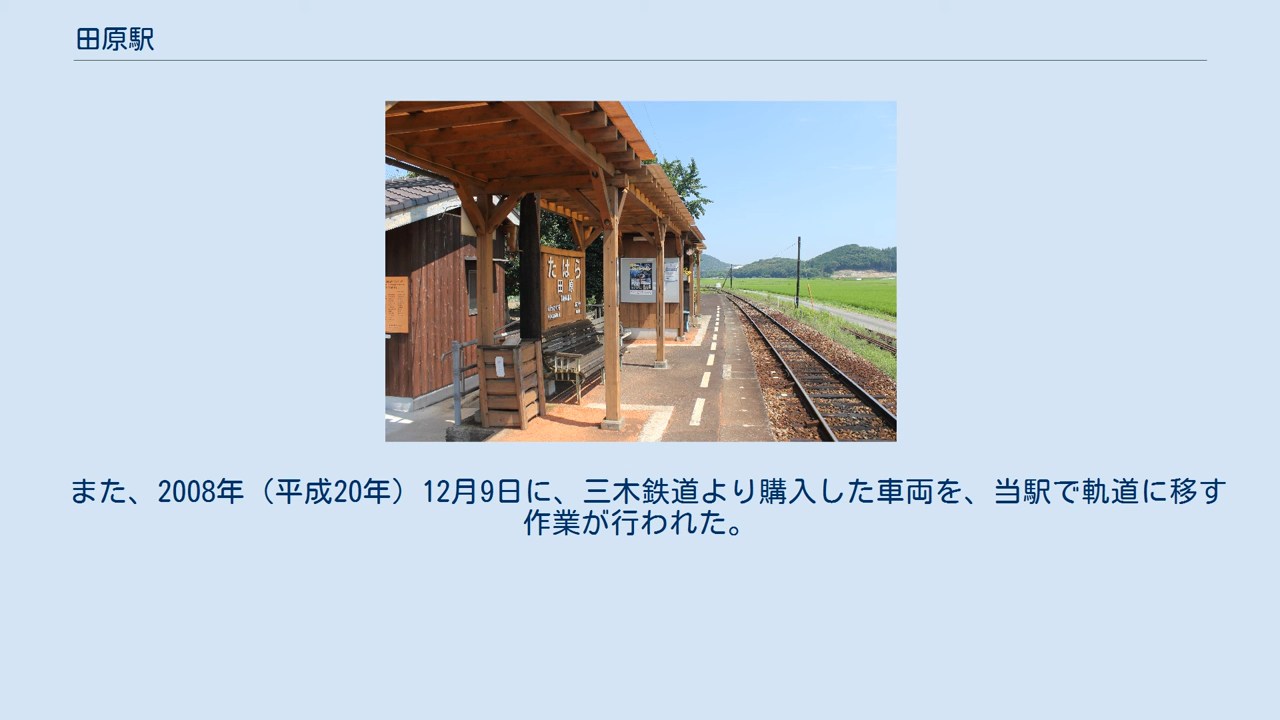 田原駅
たはら
田原
また、2008年（平成20年）12月9日に、三木鉄道より購入した車両を、当駅で軌道に移す
作業が行われた。